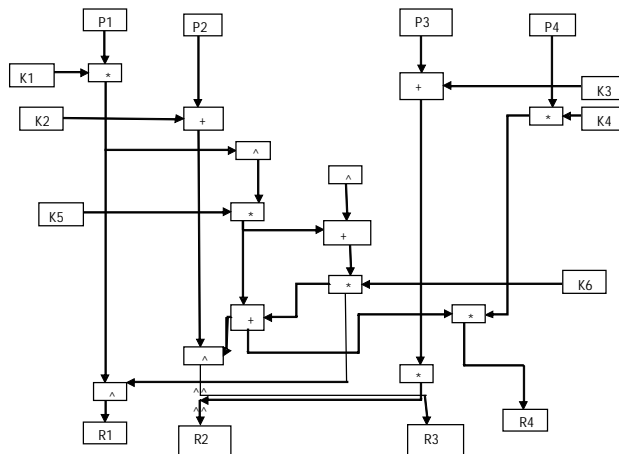 P1
P2
P3
P4
K1
*
+
K3
K2
+
*
K4
^
^
K5
*
+
*
K6
+
*
^
*
^
^^
^^
R1
R2
R3
R4